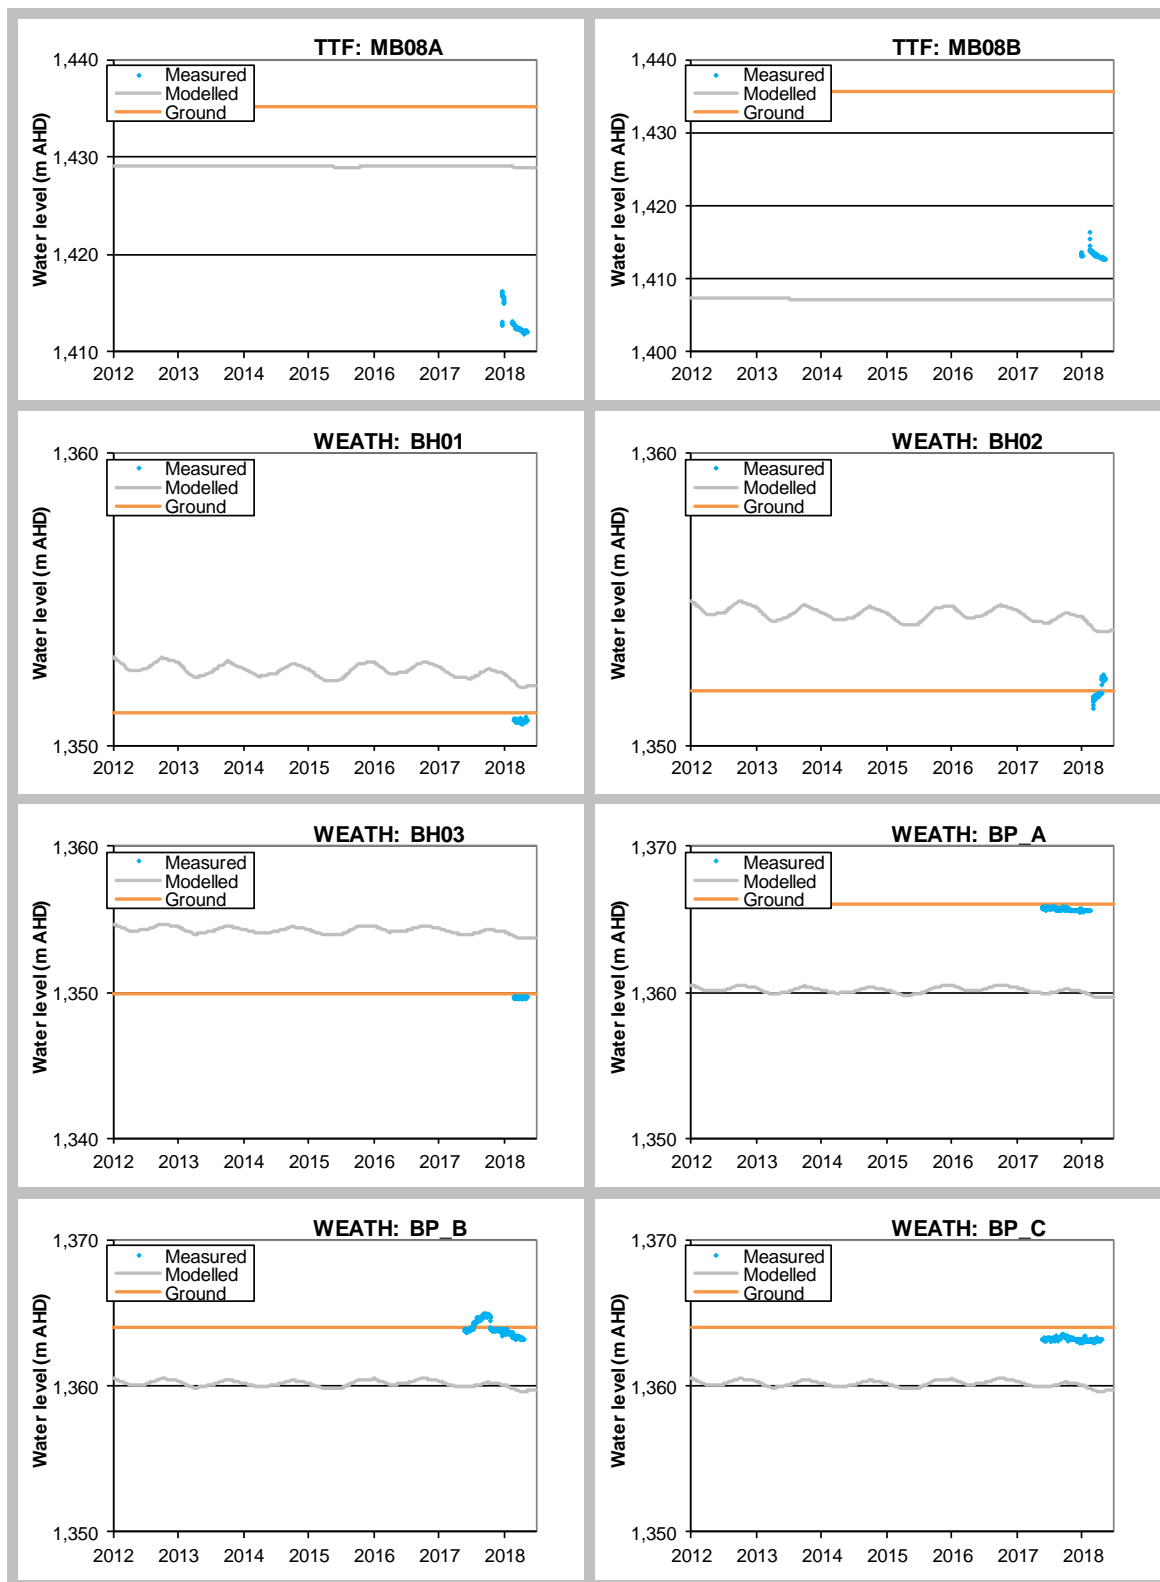 TTF: MB08A
Water level (m AHD)
1,440
1,430
1,420
1,410
Measured
Modelled
Ground
2012 2013 2014 2015 2016 2017 2018
TTF: MB08B
Water level (m AHD)
1,440
1,430
1,420
1,410
1,400
Measured
Modelled
Ground
2012 2013 2014 2015 2016 2017 2018
WEATH: BH01
Water level (m AHD)
1,360
1,350
Measured
Modelled
Ground
2012 2013 2014 2015 2016 2017 2018
WEATH: BH02
Water level (m AHD)
1,360
1,350
Measured
Modelled
Ground
2012 2013 2014 2015 2016 2017 2018
WEATH: BH03
Water level (m AHD)
1,360
1,350
1,340
Measured
Modelled
Ground
2012 2013 2014 2015 2016 2017 2018
WEATH: BP_A
Water level (m AHD)
1,370
1,360
1,350
Measured
Modelled
Ground
2012 2013 2014 2015 2016 2017 2018
WEATH: BP_B
Water level (m AHD)
1,370
1,360
1,350
Measured
Modelled
Ground
2012 2013 2014 2015 2016 2017 2018
WEATH: BP_C
Water level (m AHD)
1,370
1,360
1,350
Measured
Modelled
Ground
2012 2013 2014 2015 2016 2017 2018